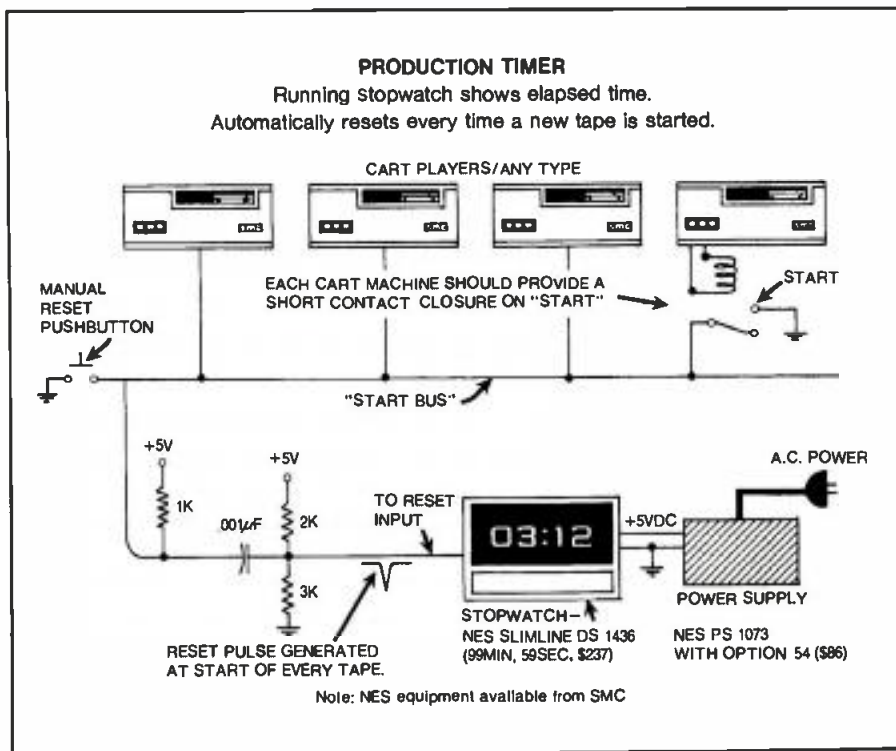 PRODUCTION TIMER
Running stopwatch shows elapsed time.
Automatically resets every time a new tape is started.
CART PLAYERS/ANY TYPE
smc
smc
smc
smc
MANUAL
RESET
PUSHBUTTON
EACH CART MACHINE SHOULD PROVIDE A
SHORT CONTACT CLOSURE ON "START"
START
"START BUS"
+5V
1K
.001µF
+5V
2K
3K
TO RESET
INPUT
03:12
+5VDC
A.C. POWER
POWER SUPPLY
RESET PULSE GENERATED
AT START OF EVERY TAPE.
STOPWATCH–
NES SLIMLINE DS 1436
(99MIN, 59SEC, $237)
NES PS 1073
WITH OPTION 54 ($86)
Note: NES equipment available from SMC